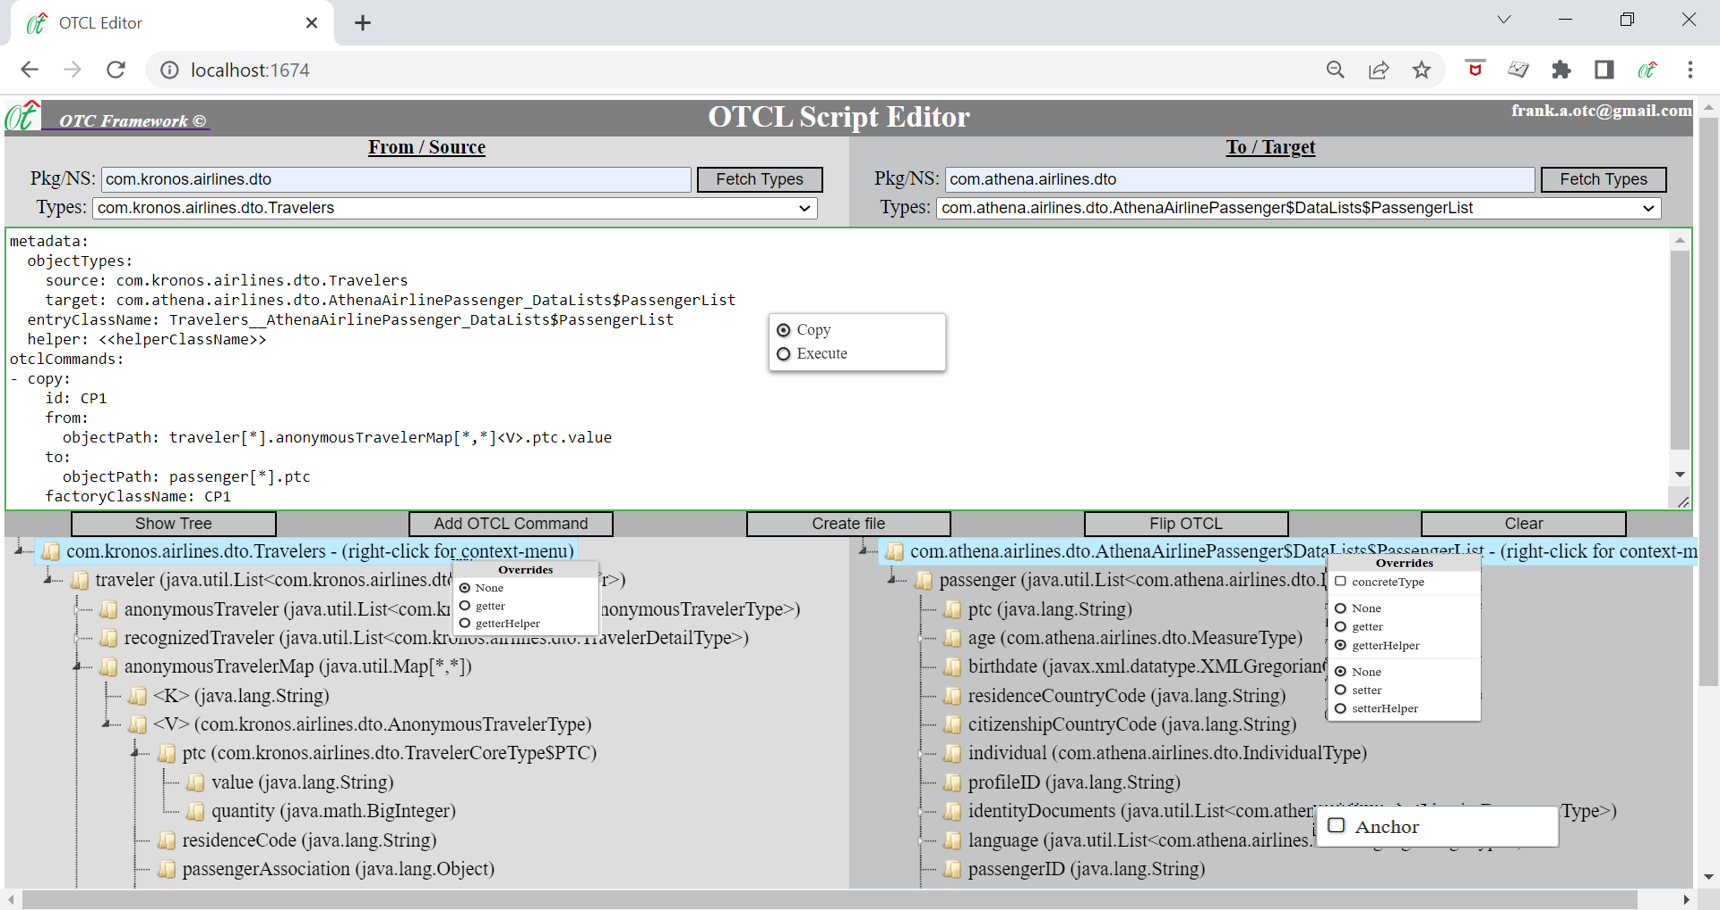 OTCL Editor
localhost:1674
OTC Framework ©
OTCL Script Editor
frank.a.otc@gmail.com
From / Source
To / Target
Pkg/NS: com.kronos.airlines.dto Fetch Types
Pkg/NS: com.athena.airlines.dto Fetch Types
Types: com.kronos.airlines.dto.Travelers
Types: com.athena.airlines.dto.AthenaAirlinePassenger$DataLists$PassengerList
metadata:
objectTypes:
source: com.kronos.airlines.dto.Travelers
target: com.athena.airlines.dto.AthenaAirlinePassenger_DataLists$PassengerList
entryClassName: Travelers__AthenaAirlinePassenger_DataLists$PassengerList
helper: <<helperClassName>>
otclCommands:
- copy:
id: CP1
from:
objectPath: traveler[*].anonymousTravelerMap[*,*]<V>.ptc.value
to:
objectPath: passenger[*].ptc
factoryClassName: CP1
Copy
Execute
Show Tree Add OTCL Command Create file Flip OTCL Clear
com.kronos.airlines.dto.Travelers - (right-click for context-menu)
traveler (java.util.List<com.kronos.airlines.dt r>)
anonymousTraveler (java.util.List<com.k nonymousTravelerType>)
recognizedTraveler (java.util.List<com.kronos.airlines.dto.TravelerDetailType>)
anonymousTravelerMap (java.util.Map[*,*])
<K> (java.lang.String)
<V> (com.kronos.airlines.dto.AnonymousTravelerType)
ptc (com.kronos.airlines.dto.TravelerCoreType$PTC)
value (java.lang.String)
quantity (java.math.BigInteger)
residenceCode (java.lang.String)
passengerAssociation (java.lang.Object)
Overrides
None
getter
getterHelper
com.athena.airlines.dto.AthenaAirlinePassenger$DataLists$PassengerList - (right-click for context-m
passenger (java.util.List<com.athena.airlines.dto.
ptc (java.lang.String)
age (com.athena.airlines.dto.MeasureType)
birthdate (javax.xml.datatype.XMLGregorian
residenceCountryCode (java.lang.String)
citizenshipCountryCode (java.lang.String)
individual (com.athena.airlines.dto.IndividualType)
profileID (java.lang.String)
identityDocuments (java.util.List<com.athen Type>)
language (java.util.List<com.athena.airlines.
passengerID (java.lang.String)
Overrides
concreteType
None
getter
getterHelper
None
setter
setterHelper
Anchor